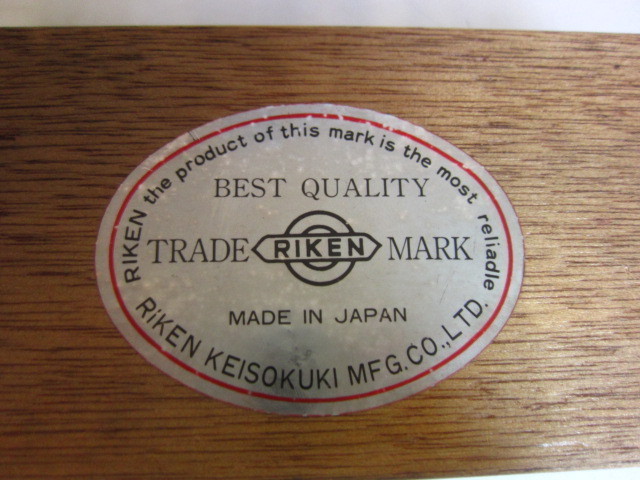 RIKEN the product of this mark is the most reliadle
BEST QUALITY
TRADE RIKEN MARK
MADE IN JAPAN
RiKEN KEISOKUKI MFG.CO.,LTD.